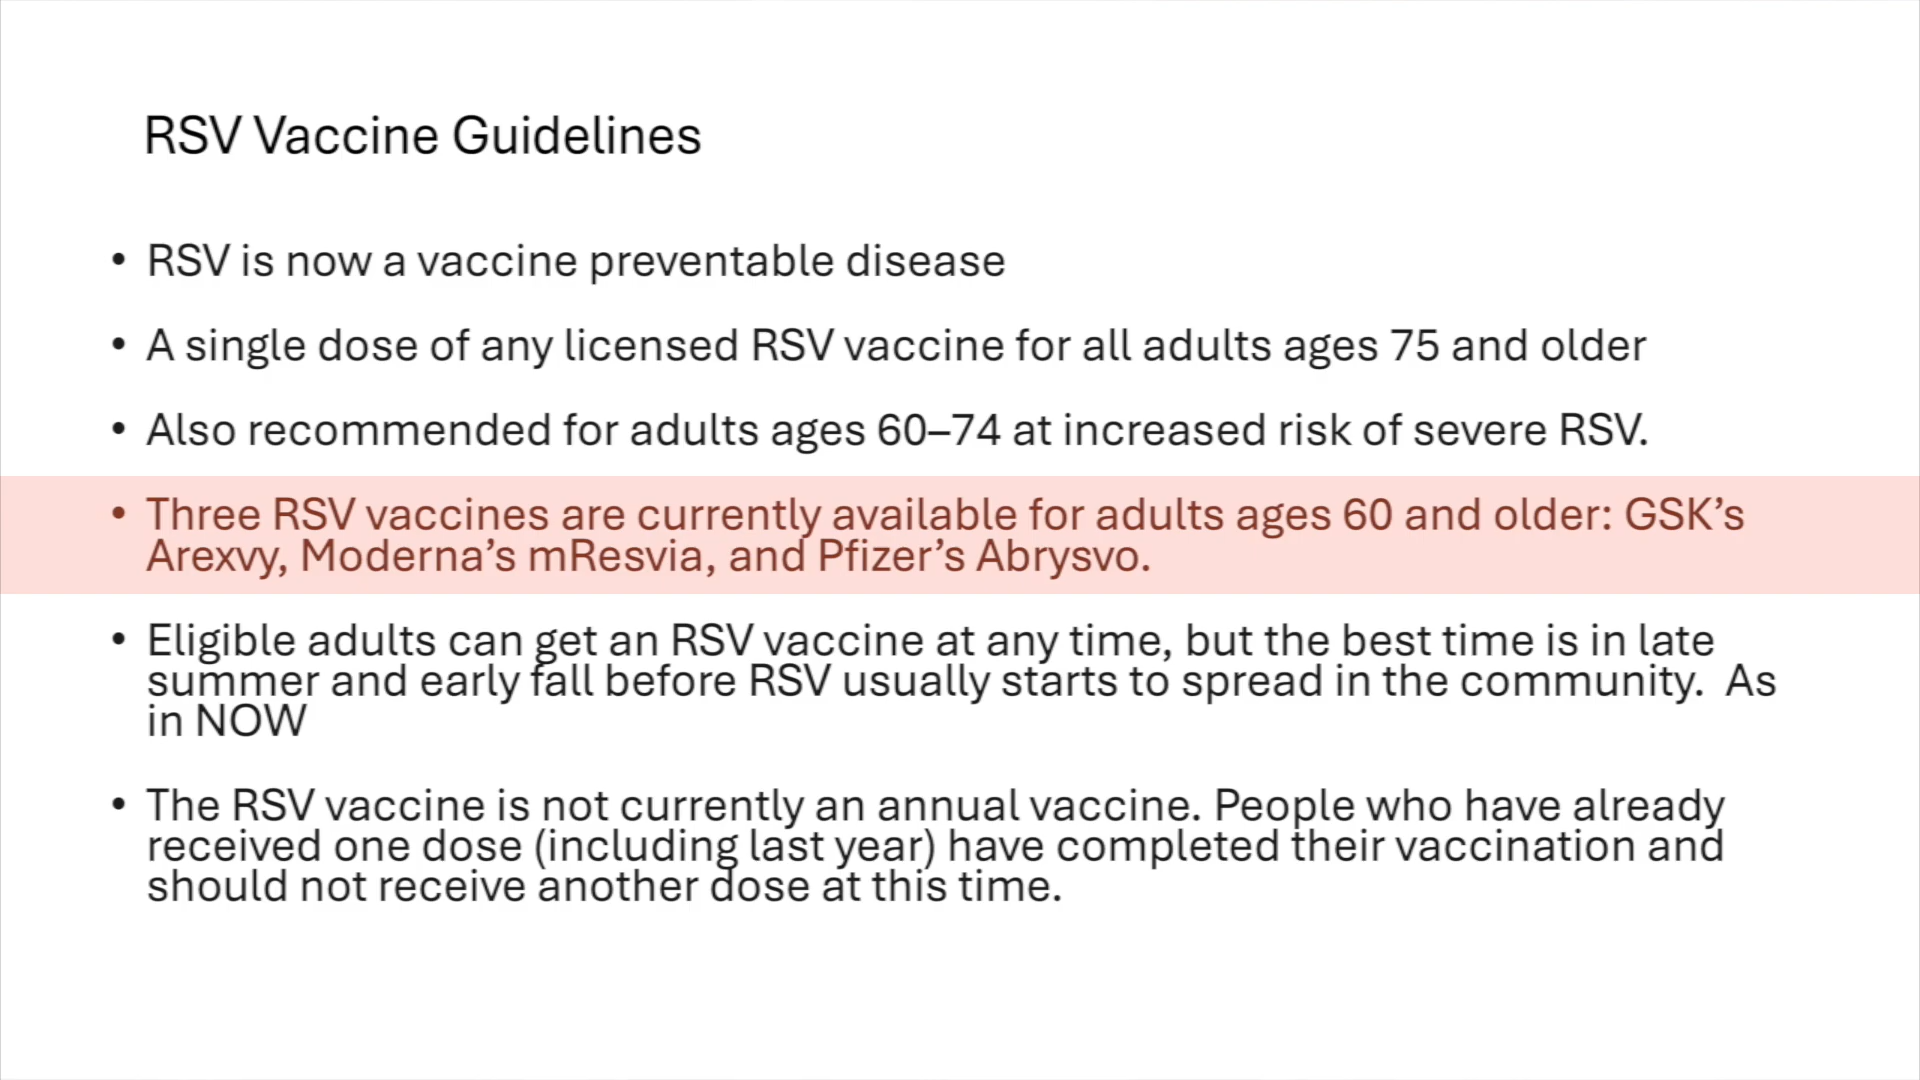 RSV Vaccine Guidelines
• RSV is now a vaccine preventable disease
• A single dose of any licensed RSV vaccine for all adults ages 75 and older
• Also recommended for adults ages 60–74 at increased risk of severe RSV.
• Three RSV vaccines are currently available for adults ages 60 and older: GSK’s
Arexvy, Moderna’s mResvia, and Pfizer’s Abrysvo.
• Eligible adults can get an RSV vaccine at any time, but the best time is in late
summer and early fall before RSV usually starts to spread in the community.  As
in NOW
• The RSV vaccine is not currently an annual vaccine. People who have already
received one dose (including last year) have completed their vaccination and
should not receive another dose at this time.